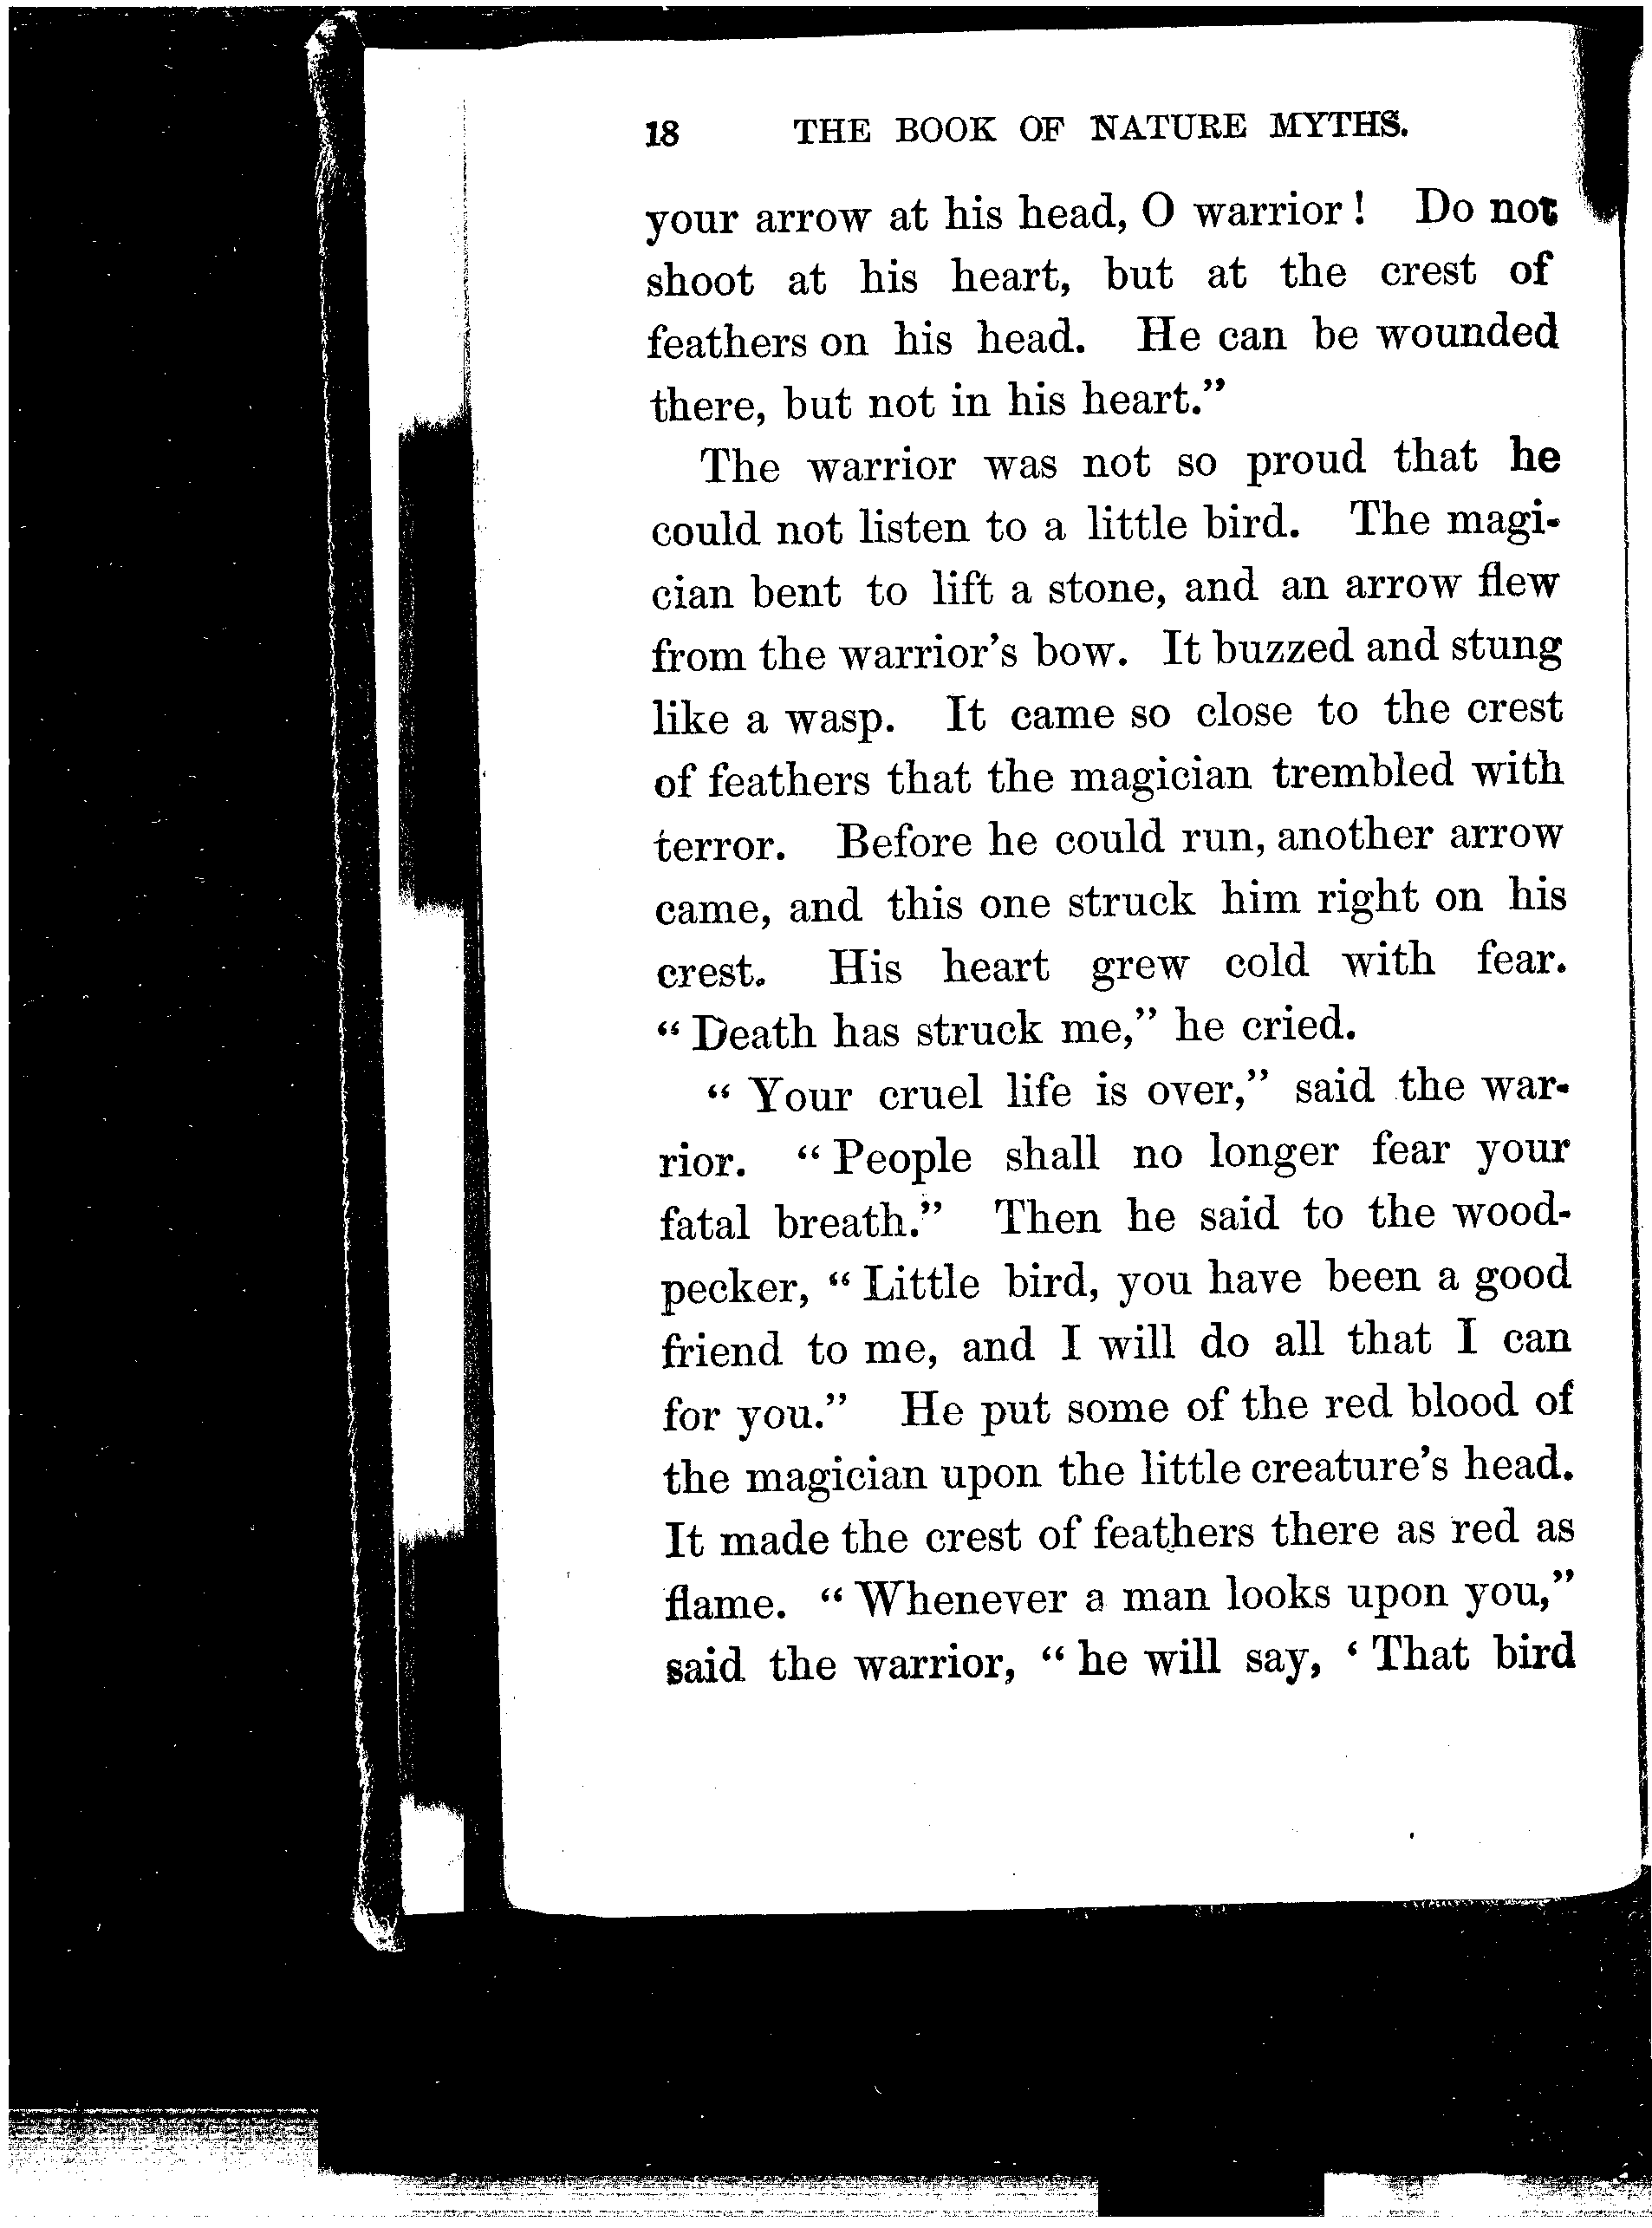 18 THE BOOK OF NATURE MYTHS.
your arrow at his head, O warrior! Do not
shoot at his heart, but at the crest of
feathers on his head. He can be wounded
there, but not in his heart.”
The warrior was not so proud that he
could not listen to a little bird. The magi-
cian bent to lift a stone, and an arrow flew
from the warrior's bow. It buzzed and stung
like a wasp. It came so close to the crest
of feathers that the magician trembled with
terror. Before he could run, another arrow
came, and this one struck him right on his
crest. His heart grew cold with fear.
“Death has struck me,” he cried.
“Your cruel life is over,” said the war-
rior. “People shall no longer fear your
fatal breath.” Then he said to the wood-
pecker, “Little bird, you have been a good
friend to me, and I will do all that I can
for you.” He put some of the red blood of
the magician upon the little creature's head.
It made the crest of feathers there as red as
flame. “Whenever a man looks upon you,”
said the warrior, “he will say, ‘That bird